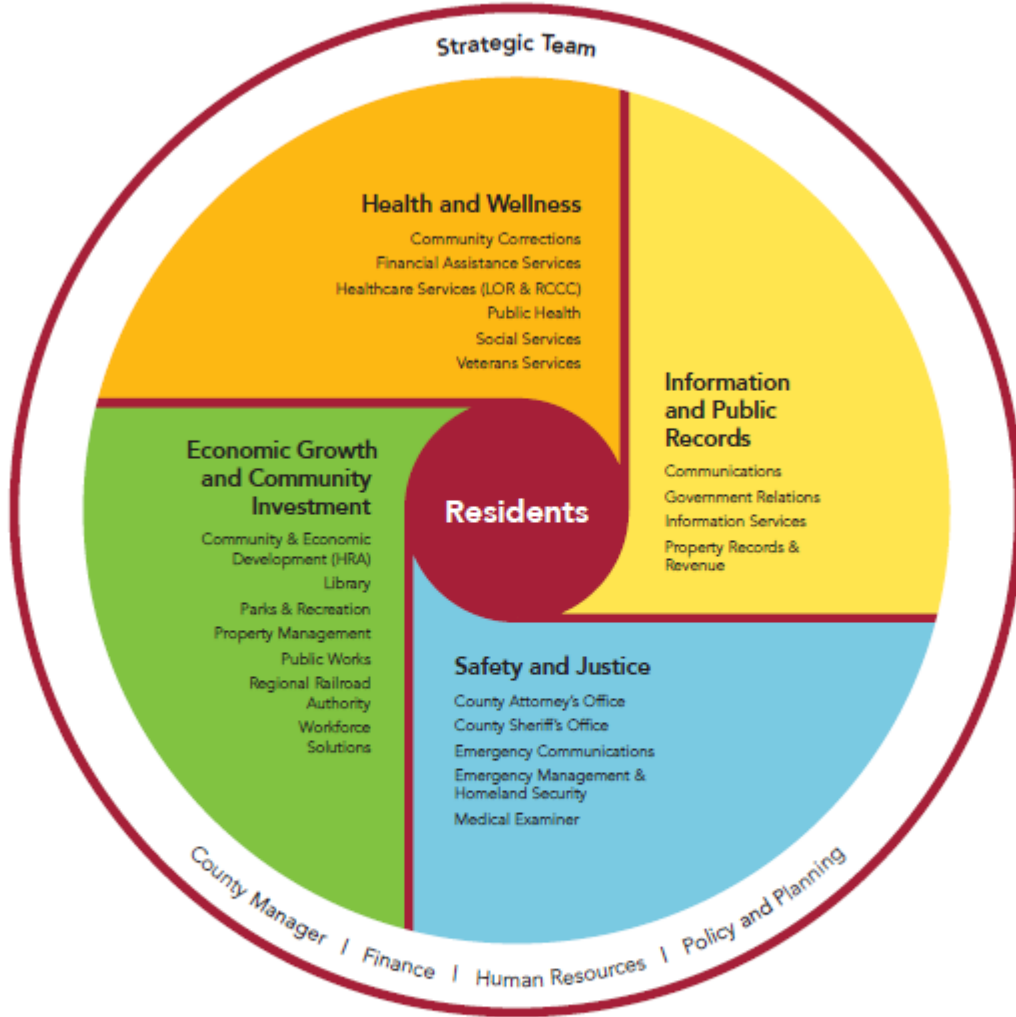 Strategic Team
Health and Wellness
Community Corrections
Financial Assistance Services
Healthcare Services (LOR & RCCC)
Public Health
Social Services
Veterans Services
Information
and Public
Records
Communications
Government Relations
Information Services
Property Records &
Revenue
Economic Growth
and Community
Investment
Community & Economic
Development (HRA)
Library
Parks & Recreation
Property Management
Public Works
Regional Railroad
Authority
Workforce
Solutions
Residents
Safety and Justice
County Attorney's Office
County Sheriff's Office
Emergency Communications
Emergency Management &
Homeland Security
Medical Examiner
County Manager | Finance | Human Resources | Policy and Planning